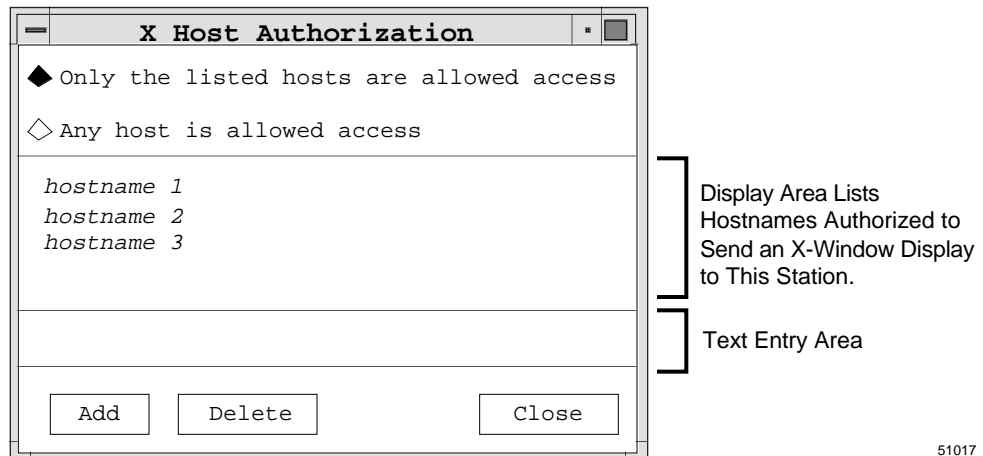 X Host Authorization
Only the listed hosts are allowed access
Any host is allowed access
hostname 1
hostname 2
hostname 3
Display Area Lists
Hostnames Authorized to
Send an X-Window Display
to This Station.
Text Entry Area
Add Delete Close
51017